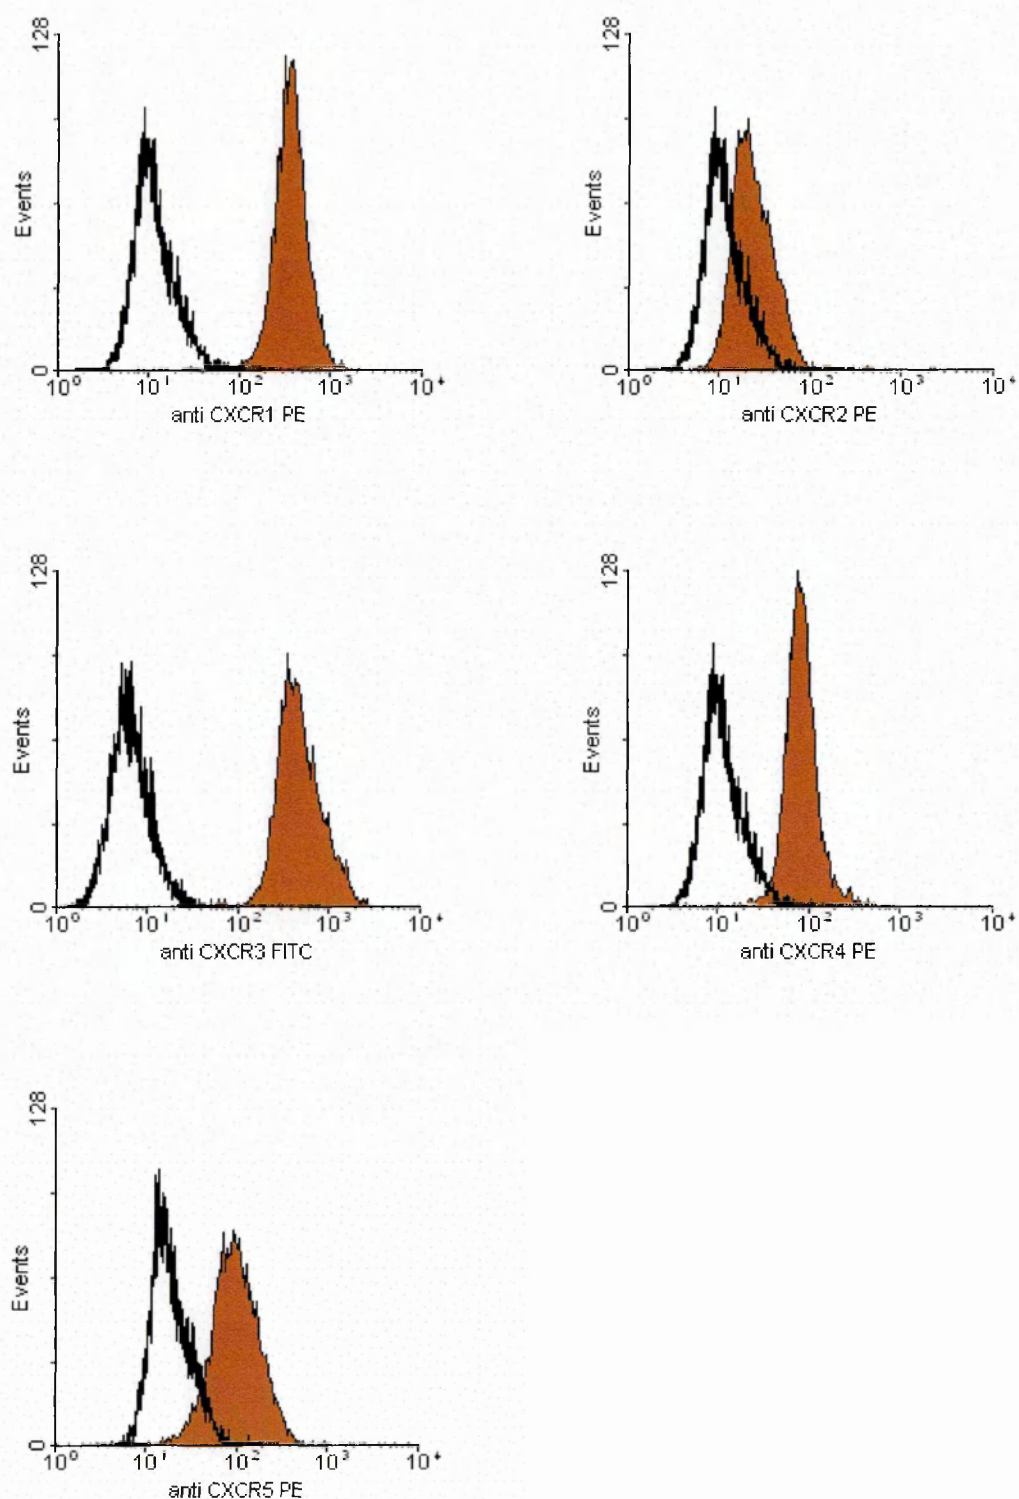 128
Events
0
10⁰ 10¹ 10² 10³ 10⁴
anti CXCR1 PE
128
Events
0
10⁰ 10¹ 10² 10³ 10⁴
anti CXCR2 PE
128
Events
0
10⁰ 10¹ 10² 10³ 10⁴
anti CXCR3 FITC
128
Events
0
10⁰ 10¹ 10² 10³ 10⁴
anti CXCR4 PE
128
Events
0
10⁰ 10¹ 10² 10³ 10⁴
anti CXCR5 PE